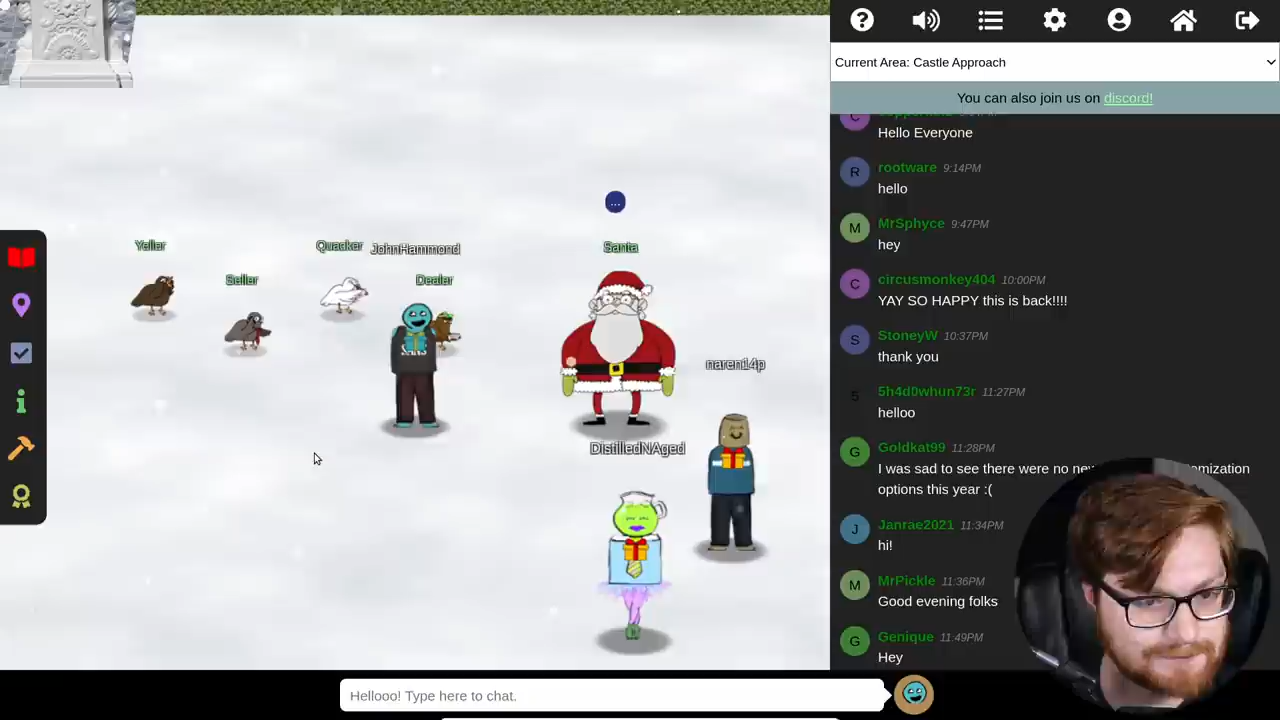 Current Area: Castle Approach
You can also join us on discord!
Hello Everyone
R
rootware 9:14PM
hello
M
MrSphyce 9:47PM
hey
C
circusmonkey404 10:00PM
YAY SO HAPPY this is back!!!!
S
StoneyW 10:37PM
thank you
5
5h4d0whun73r 11:27PM
helloo
G
Goldkat99 11:28PM
I was sad to see there were no
options this year :(
J
Janrae2021 11:34PM
hi!
M
MrPickle 11:36PM
Good evening folks
G
Genique 11:49PM
Hey
...
Yeller
Quacker
JohnHammond
Santa
Seller
Dealer
SANS
naren14p
DistilledNAged
Hellooo! Type here to chat.